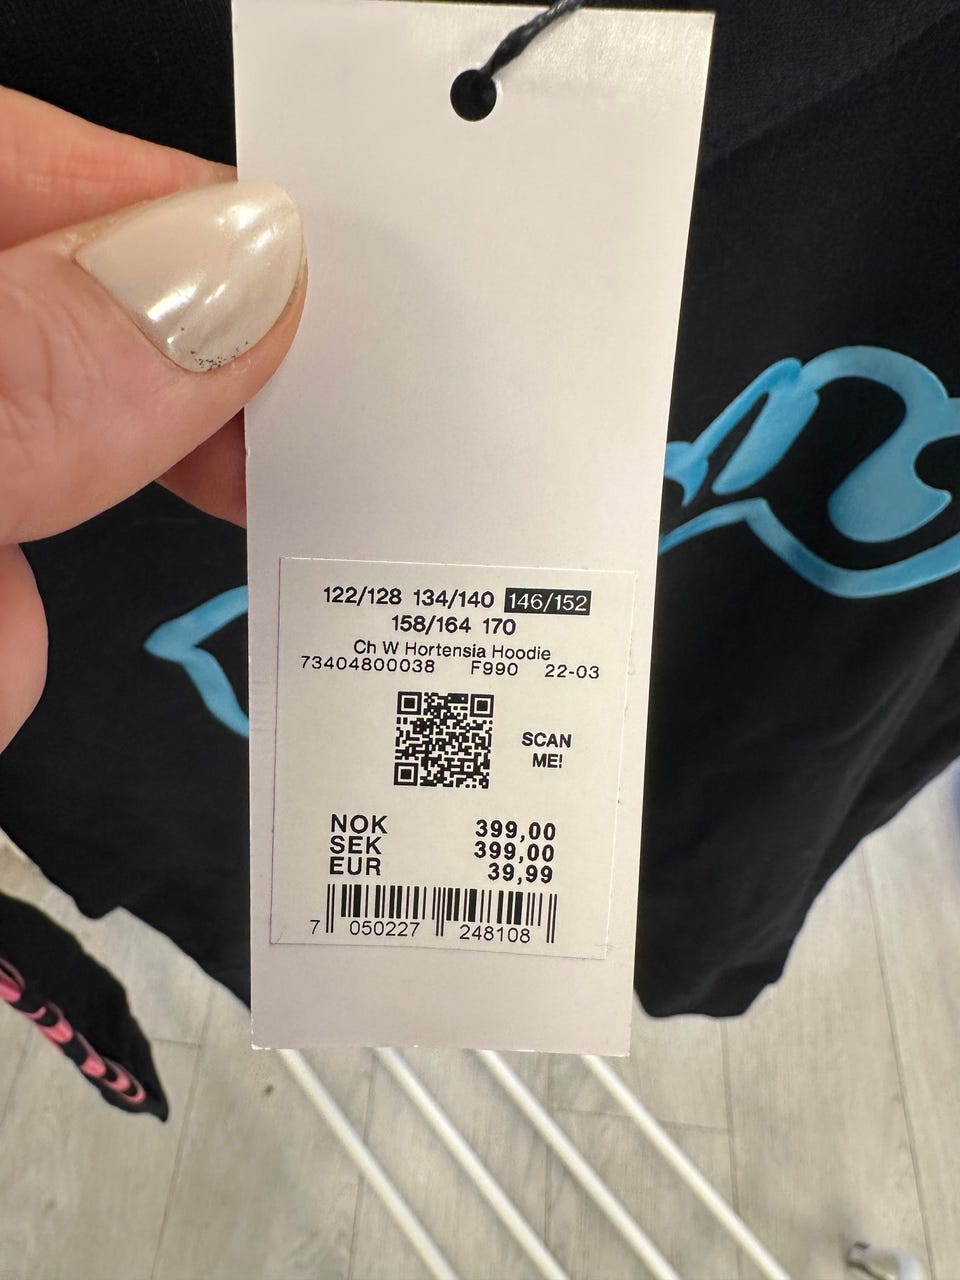 122/128 134/140 146/152
158/164 170
Ch W Hortensia Hoodie
73404800038 F990 22-03
SCAN
ME!
NOK 399,00
SEK 399,00
EUR 39,99
7 050227 248108